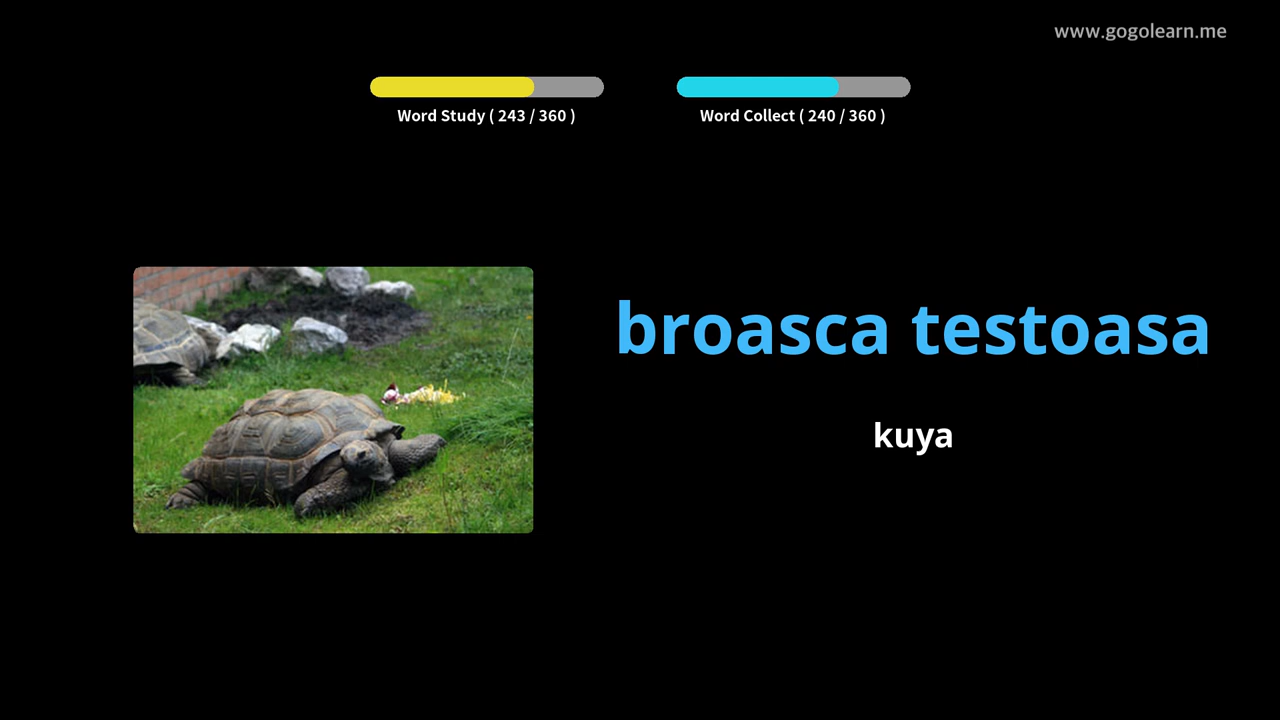 www.gogolearn.me
Word Study ( 243 / 360 )
Word Collect ( 240 / 360 )
broasca testoasa
kuya